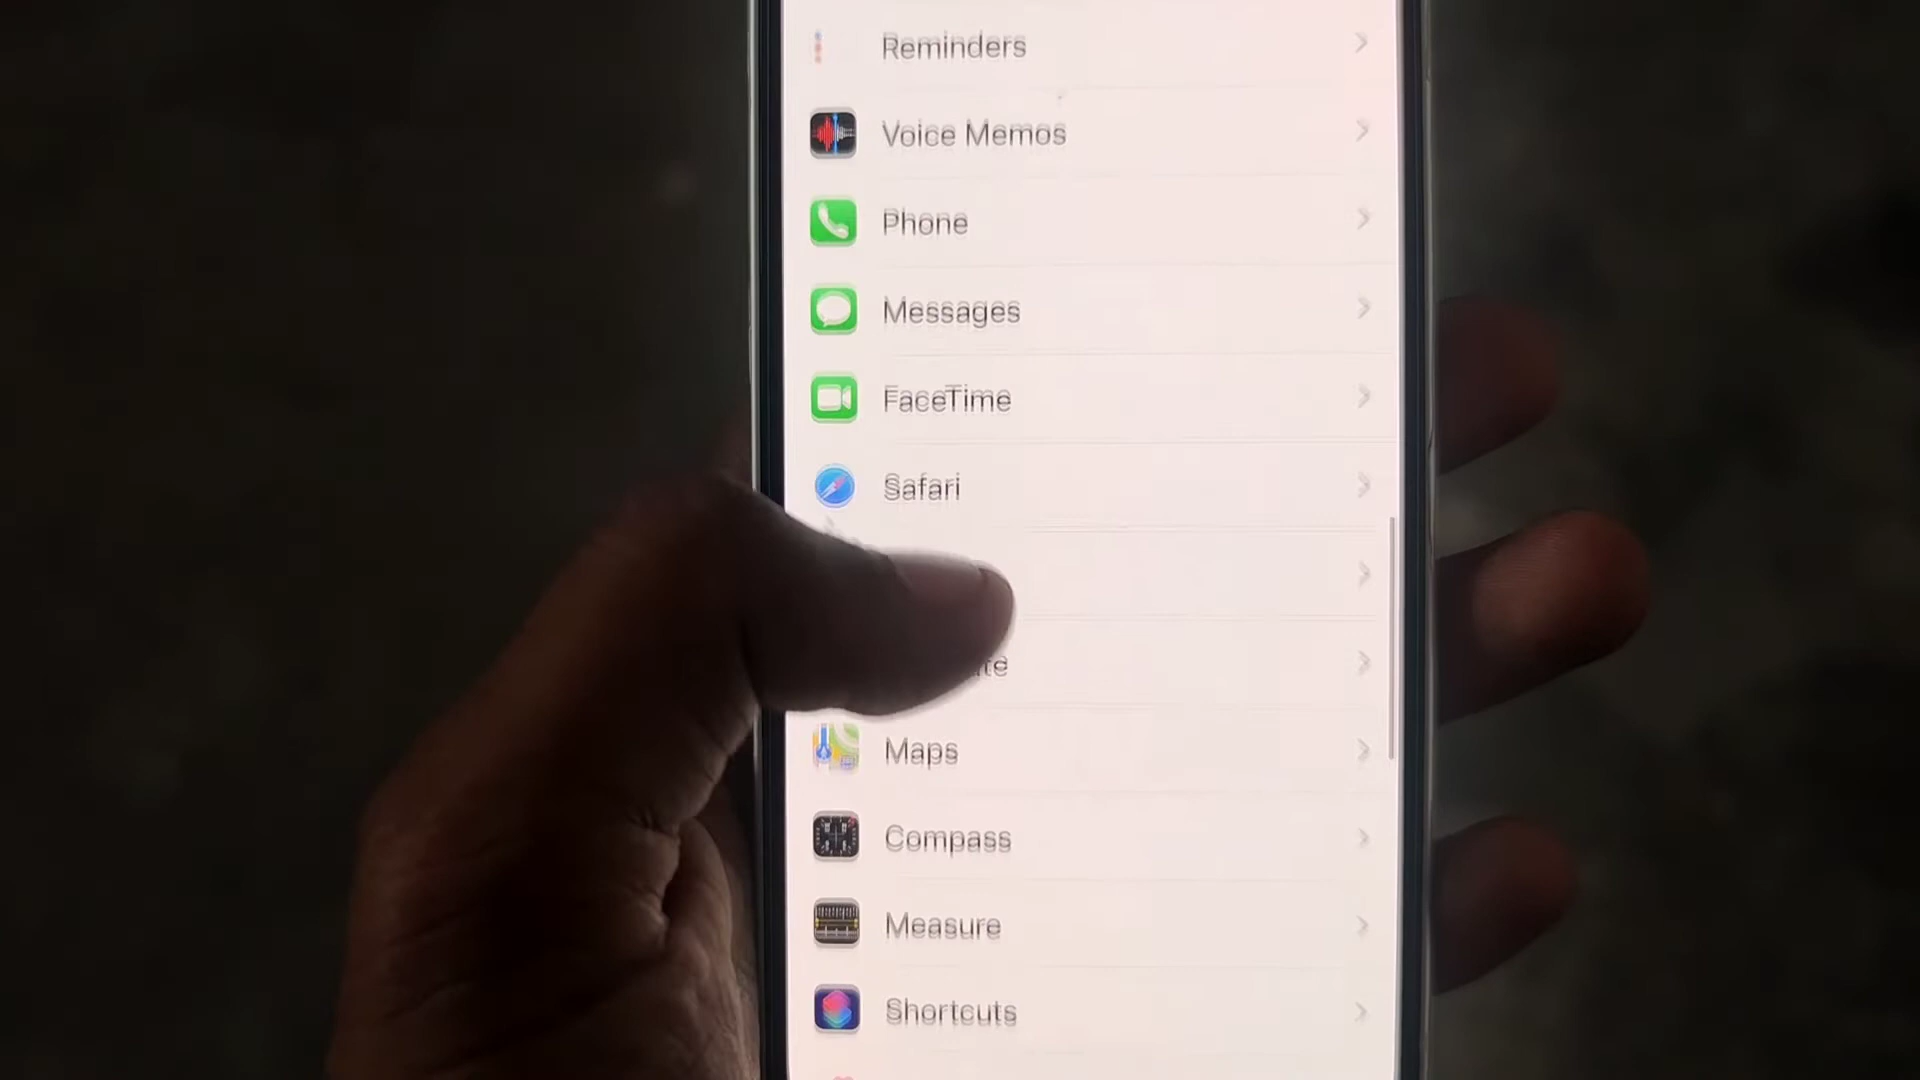 Reminders
Voice Memos
Phone
Messages
FaceTime
Safari
Maps
Compass
Measure
Shortcuts